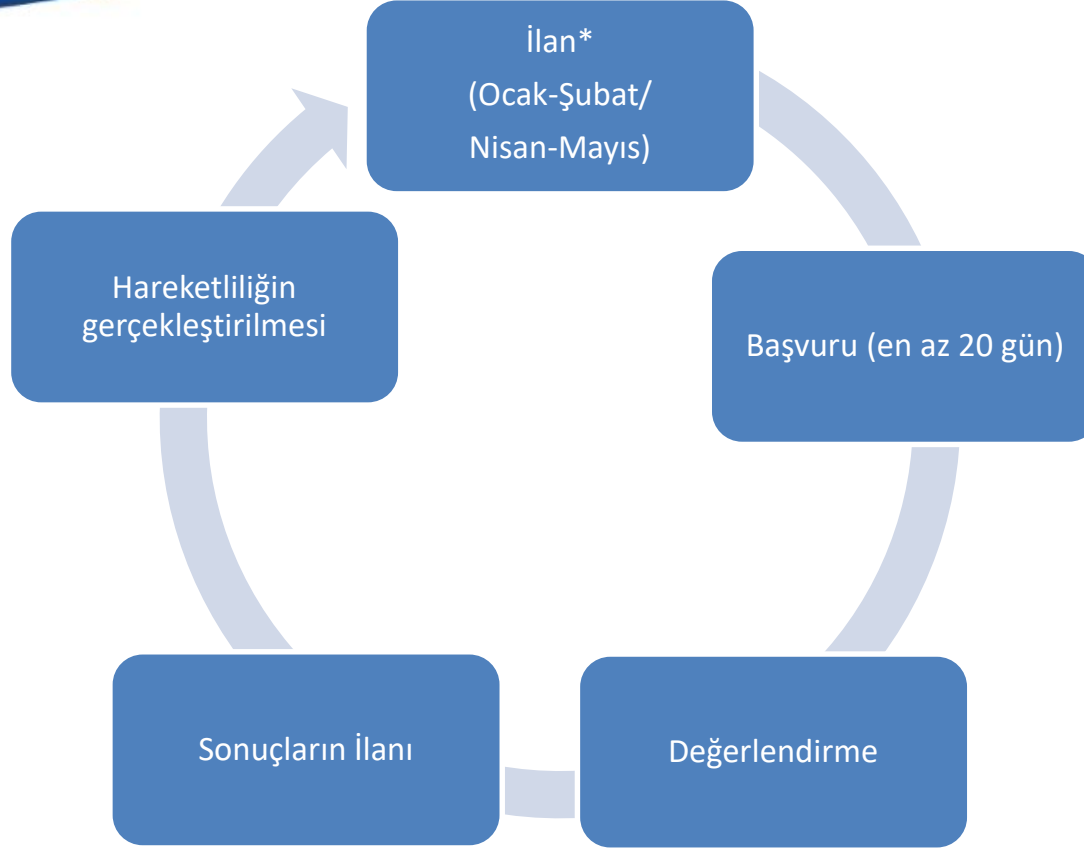 İlan*
(Ocak-Şubat/
Nisan-Mayıs)
Başvuru (en az 20 gün)
Değerlendirme
Sonuçların İlanı
Hareketliliğin
gerçekleştirilmesi